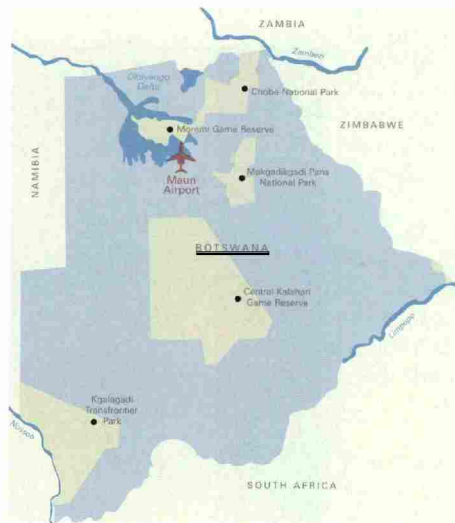 ZAMBIA
Zambezi
Okavango
Delta
Chobe National Park
ZIMBABWE
Moremi Game Reserve
NAMIBIA
Maun
Airport
Makgadikgadi Pans
National Park
BOTSWANA
Central Kalahari
Game Reserve
Limpopo
Kgalagadi
Transfrontier
Park
Nossob
SOUTH AFRICA